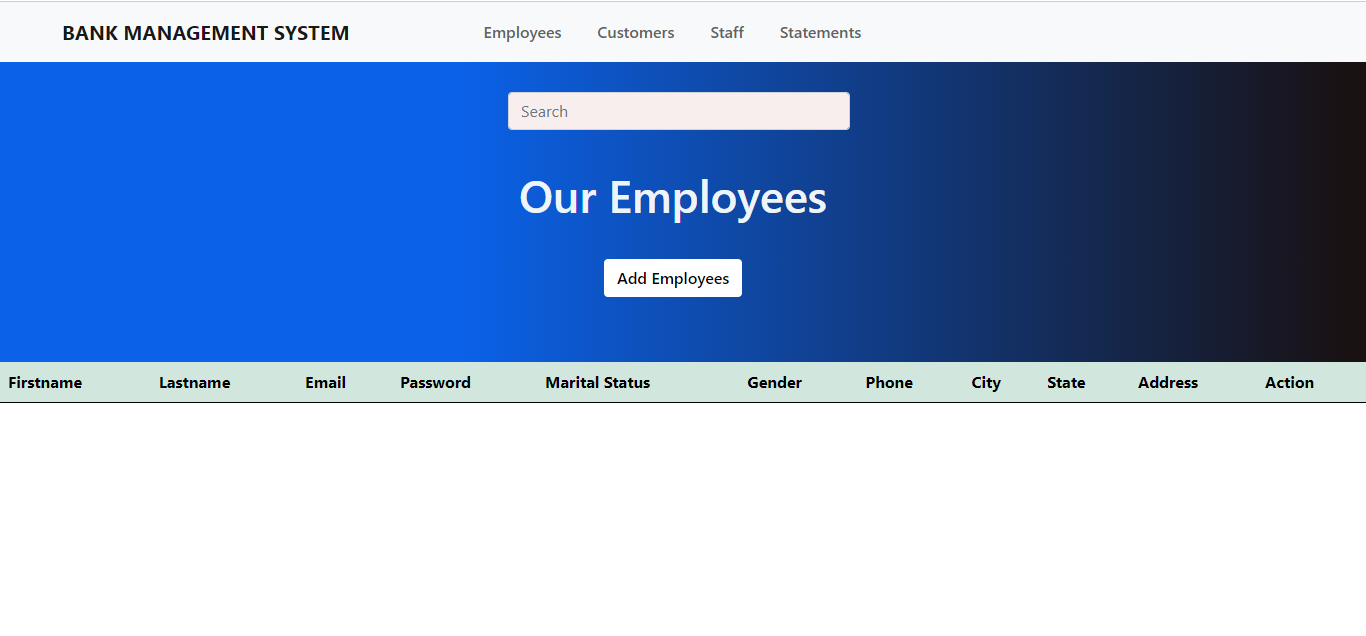 BANK MANAGEMENT SYSTEM Employees Customers Staff Statements
Search
Our Employees
Add Employees
Firstname Lastname Email Password Marital Status Gender Phone City State Address Action